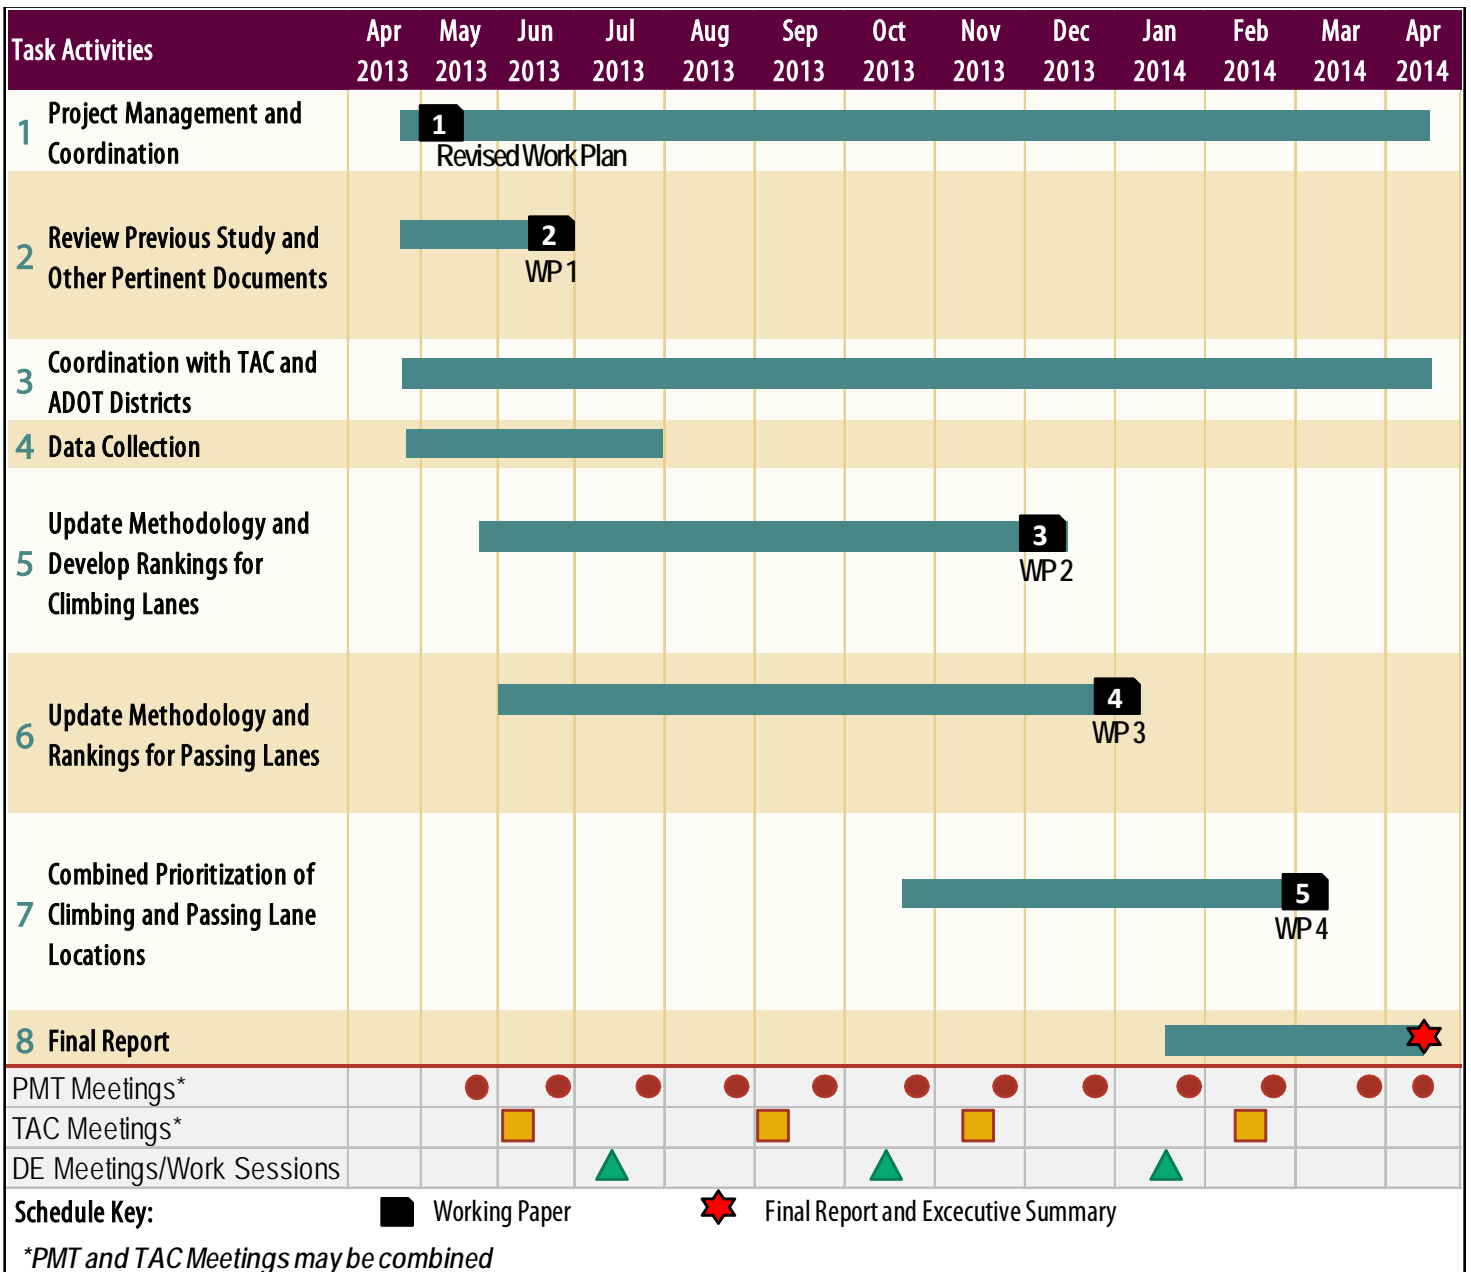 Task Activities
Apr May Jun Jul Aug Sep Oct Nov Dec Jan Feb Mar Apr
2013 2013 2013 2013 2013 2013 2013 2013 2013 2014 2014 2014 2014
1 Project Management and
Coordination
1
Revised Work Plan
2 Review Previous Study and
Other Pertinent Documents
2
WP 1
3 Coordination with TAC and
ADOT Districts
4 Data Collection
5 Update Methodology and
Develop Rankings for
Climbing Lanes
3
WP 2
6 Update Methodology and
Rankings for Passing Lanes
4
WP 3
7 Combined Prioritization of
Climbing and Passing Lane
Locations
5
WP 4
8 Final Report
PMT Meetings*
TAC Meetings*
DE Meetings/Work Sessions
Schedule Key: Working Paper Final Report and Excecutive Summary
*PMT and TAC Meetings may be combined